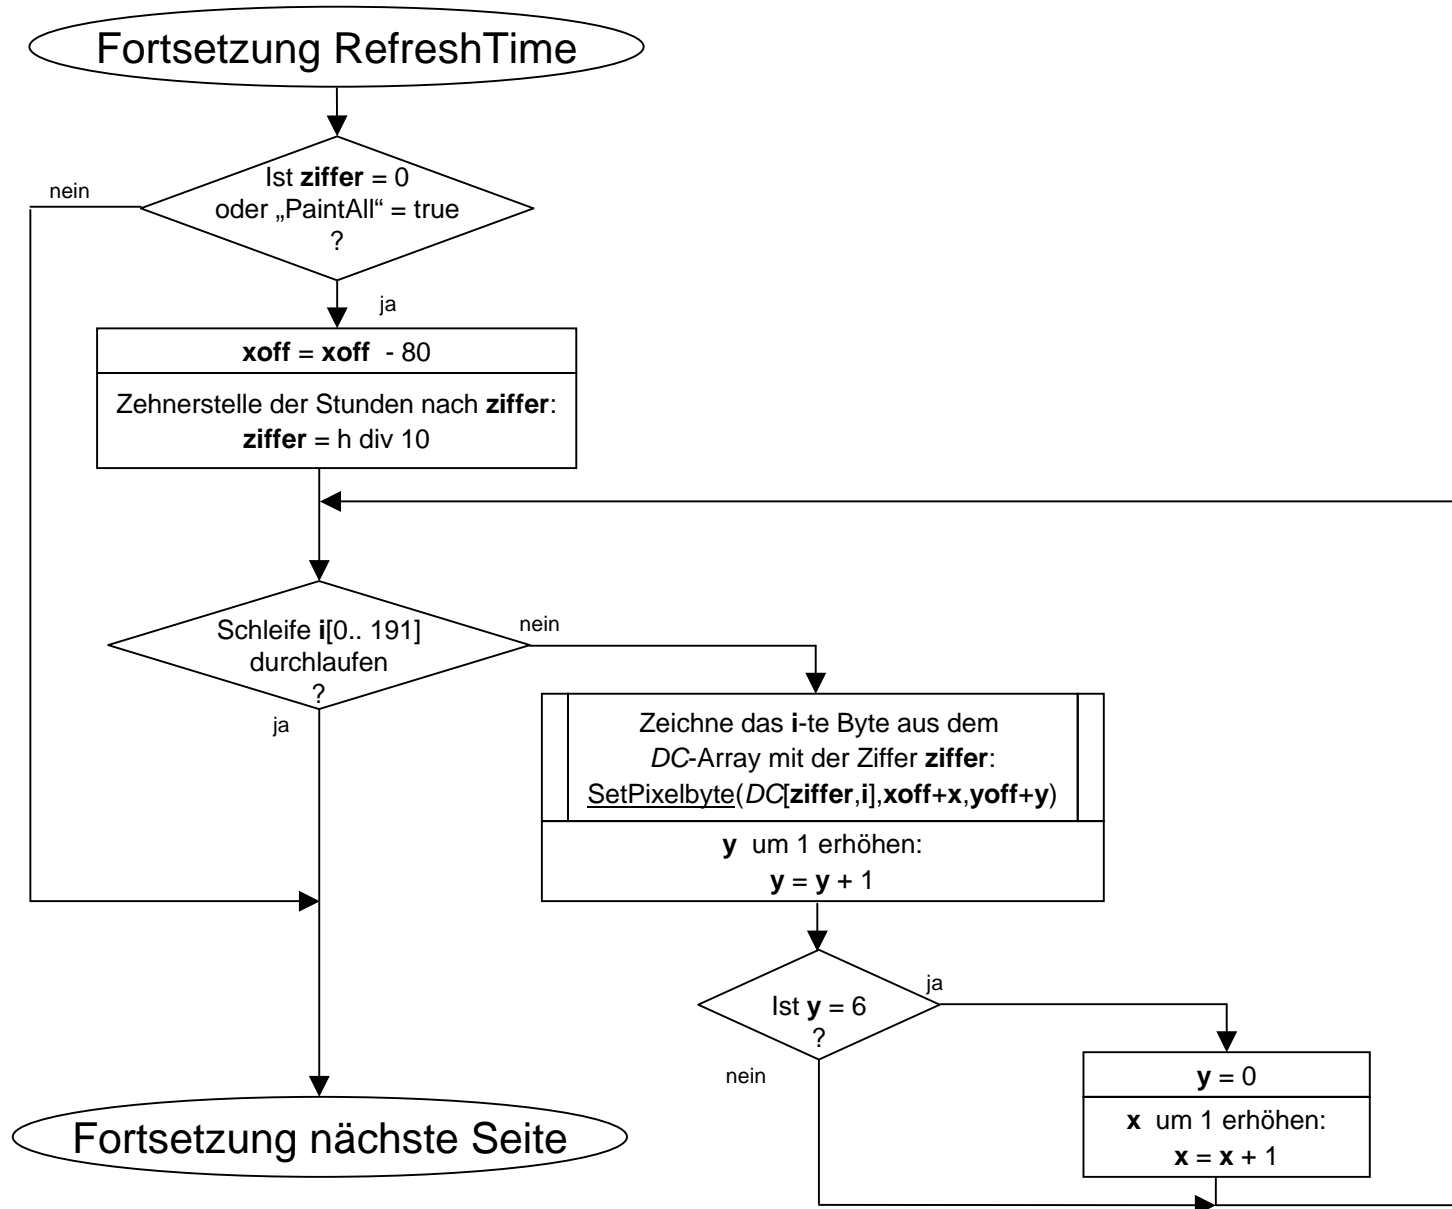 Fortsetzung RefreshTime
Ist ziffer = 0
oder „PaintAll“ = true
?
nein
ja
xoff = xoff - 80
Zehnerstelle der Stunden nach ziffer:
ziffer = h div 10
Schleife i[0.. 191]
durchlaufen
?
nein
ja
Zeichne das i-te Byte aus dem
DC-Array mit der Ziffer ziffer:
SetPixelbyte(DC[ziffer,i],xoff+x,yoff+y)
y um 1 erhöhen:
y = y + 1
Ist y = 6
?
ja
nein
y = 0
x um 1 erhöhen:
x = x + 1
Fortsetzung nächste Seite